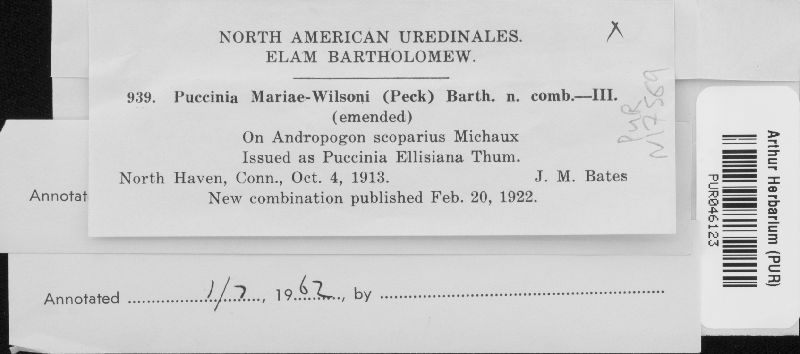 NORTH AMERICAN UREDINALES.
ELAM BARTHOLOMEW.
939. Puccinia Mariae-Wilsoni (Peck) Barth. n. comb.—III.
(emended)
On Andropogon scoparius Michaux
Issued as Puccinia Ellisiana Thum.
North Haven, Conn., Oct. 4, 1913. J. M. Bates
New combination published Feb. 20, 1922.
X
PUR
N17569
Annotat
Annotated 1/7, 1962, by
Arthur Herbarium (PUR)
PUR046123